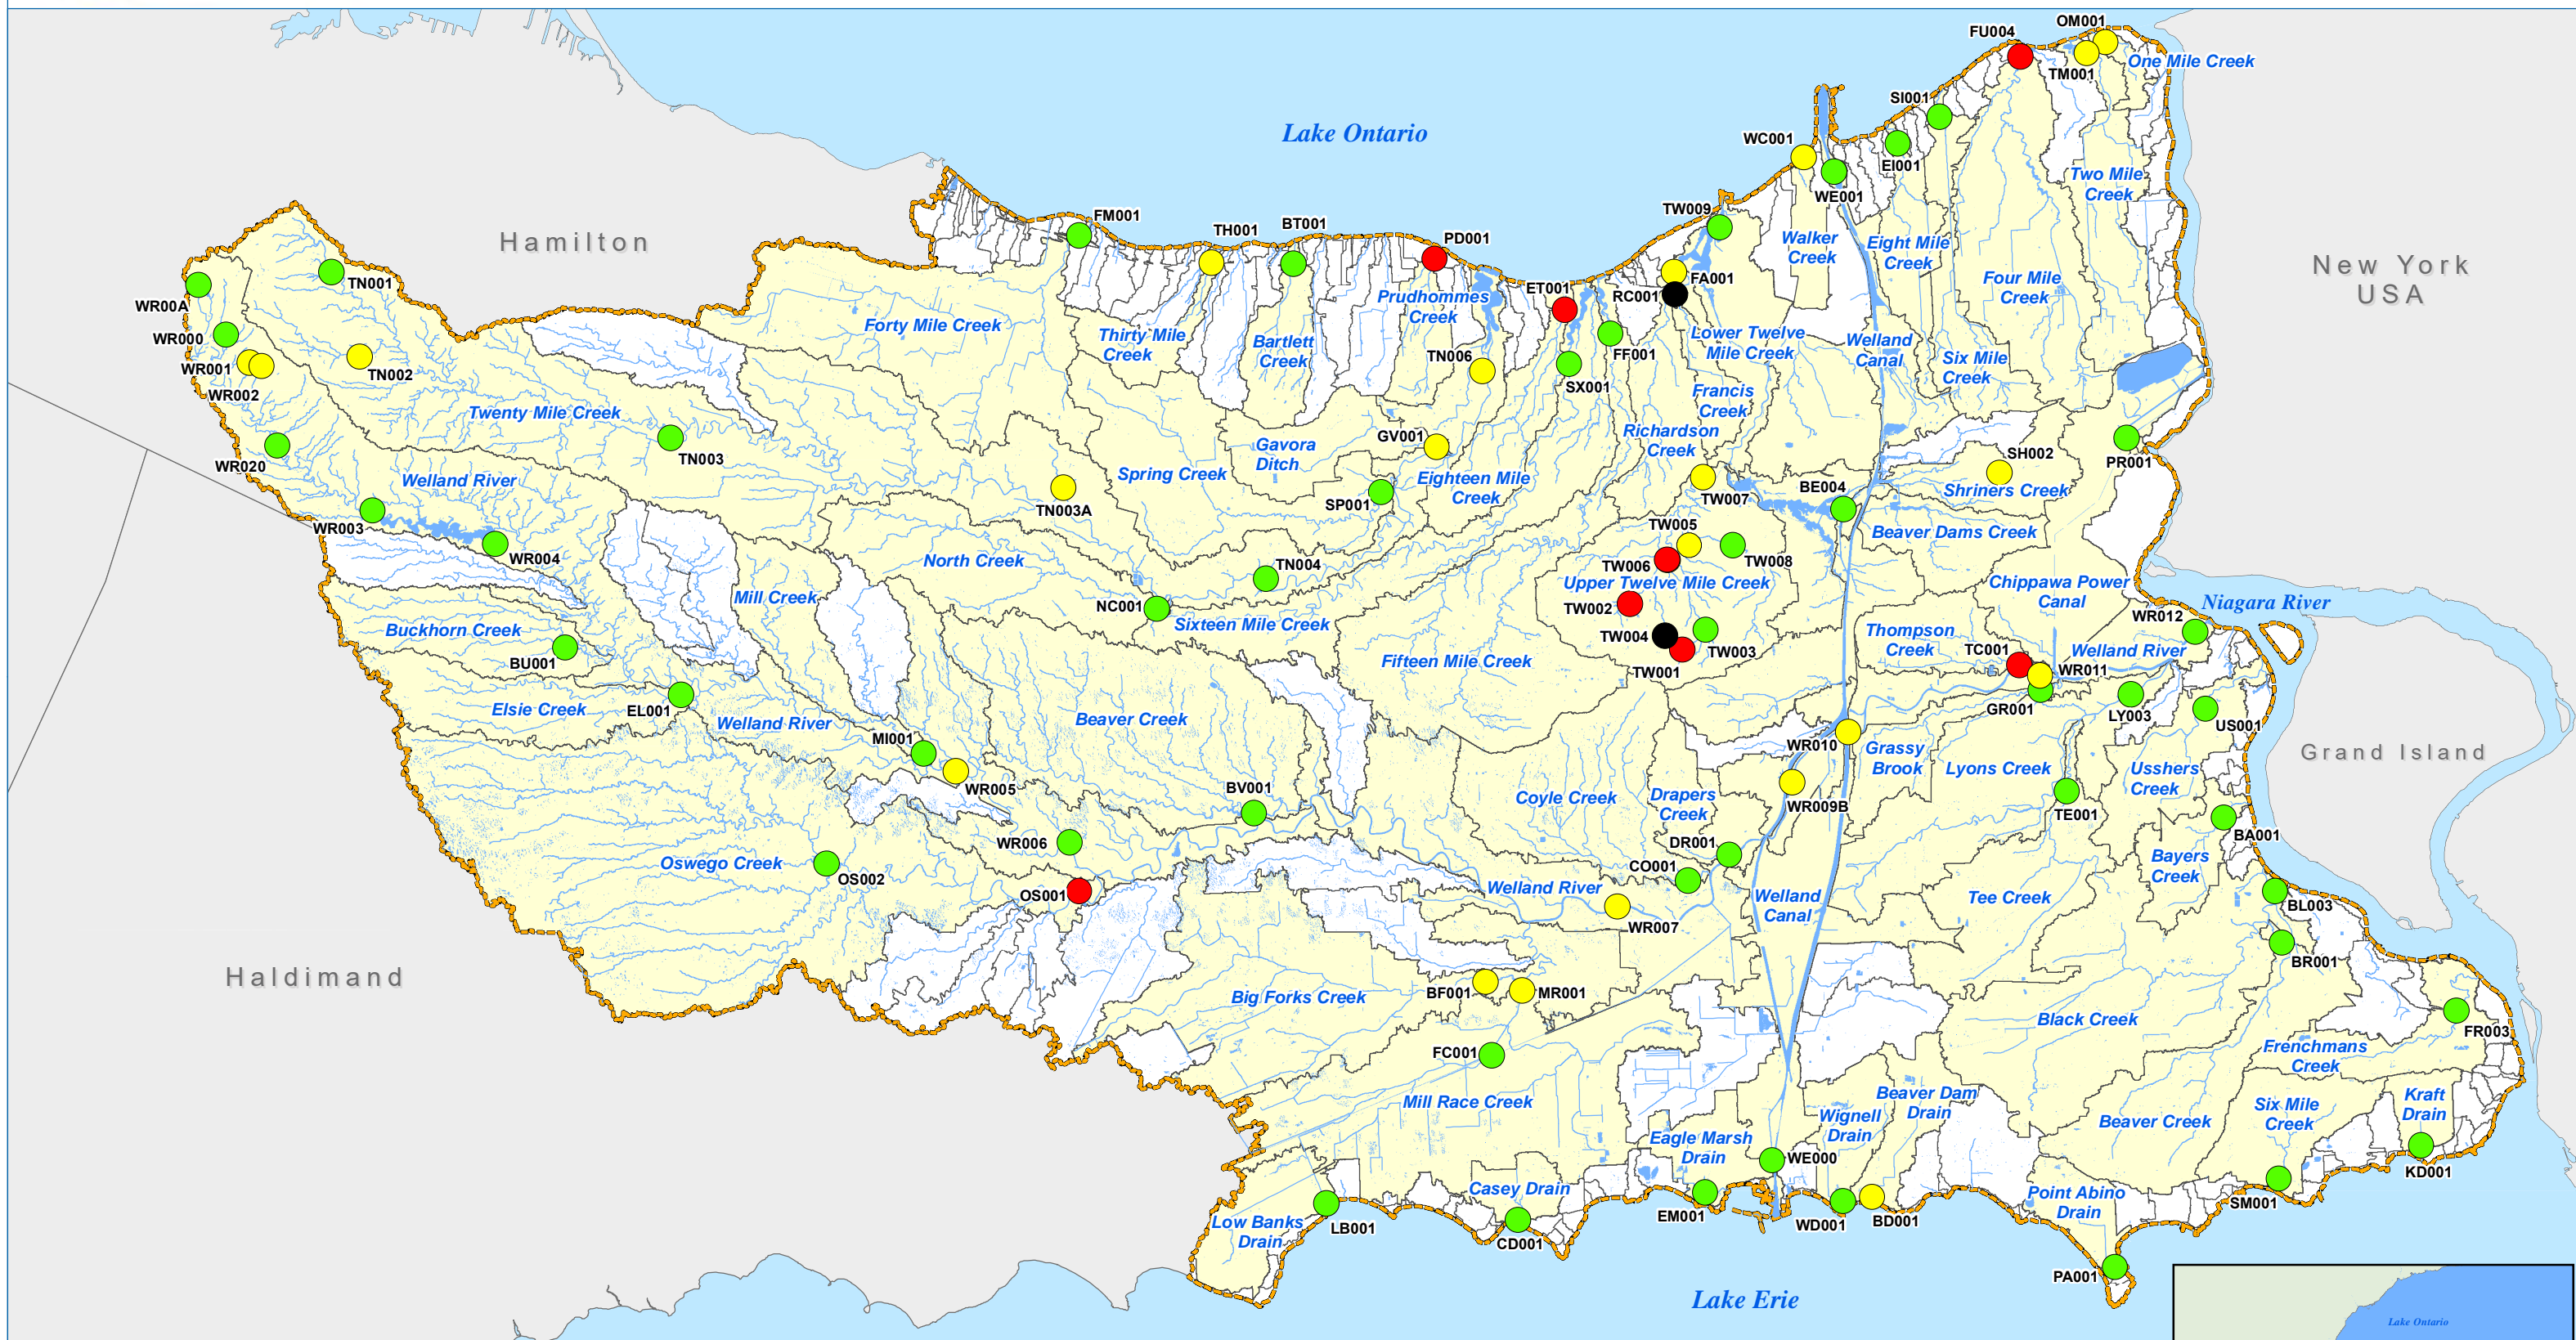 OM001
FU004
One Mile Creek
TM001
SI001
Lake Ontario
WC001
EI001
Two Mile
Creek
WE001
TW009
FM001
TH001
BT001
PD001
Hamilton
Walker
Creek
Eight Mile
Creek
New York
USA
TN001
FA001
Four Mile
Creek
WR00A
ET001
RC001
Prudhommes
Creek
Forty Mile Creek
Thirty Mile
Creek
Bartlett
Creek
Lower Twelve
Mile Creek
WR000
Welland
Canal
FF001
TN006
Six Mile
Creek
WR001
TN002
SX001
WR002
Francis
Creek
Twenty Mile Creek
GV001
Richardson
Creek
TN003
Gavora
Ditch
SH002
PR001
WR020
Spring Creek
Eighteen Mile
Creek
Welland River
BE004
Shriners Creek
TW007
SP001
TN003A
WR003
TW005
Beaver Dams Creek
WR004
North Creek
TN004
TW008
TW006
Upper Twelve Mile Creek
Chippawa Power
Canal
Mill Creek
NC001
TW002
Niagara River
WR012
Sixteen Mile Creek
Buckhorn Creek
TW004
Thompson
Creek
BU001
Fifteen Mile Creek
TW003
TC001
Welland River
TW001
WR011
Elsie Creek
EL001
GR001
LY003
Welland River
Beaver Creek
US001
MI001
WR010
Grassy
Brook
Grand Island
Lyons Creek
Usshers
Creek
WR005
BV001
Coyle Creek
Drapers
Creek
WR009B
TE001
BA001
WR006
DR001
Oswego Creek
OS002
CO001
Bayers
Creek
OS001
Welland River
Welland
Canal
Tee Creek
BL003
WR007
BR001
Haldimand
BF001
MR001
Big Forks Creek
Black Creek
FR003
FC001
Frenchmans
Creek
Mill Race Creek
Beaver Dam
Drain
Wignell
Drain
Beaver Creek
Six Mile
Creek
Kraft
Drain
Eagle Marsh
Drain
WE000
KD001
Casey Drain
Point Abino
Drain
SM001
Low Banks
Drain
LB001
EM001
WD001
BD001
CD001
PA001
Lake Erie
Lake Ontario